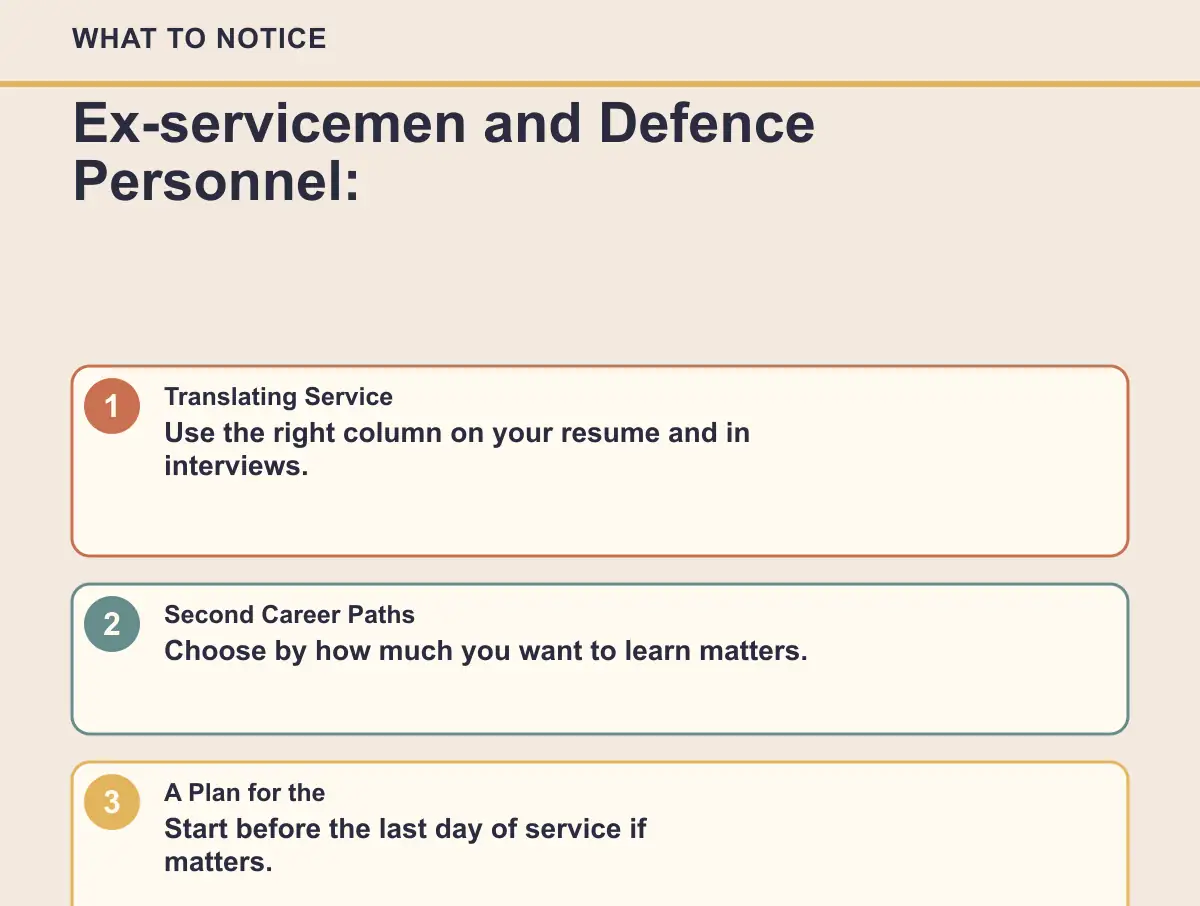 WHAT TO NOTICE
Ex-servicemen and Defence
Personnel:
1
Translating Service
Use the right column on your resume and in
interviews.
2
Second Career Paths
Choose by how much you want to learn matters.
3
A Plan for the
Start before the last day of service if
matters.